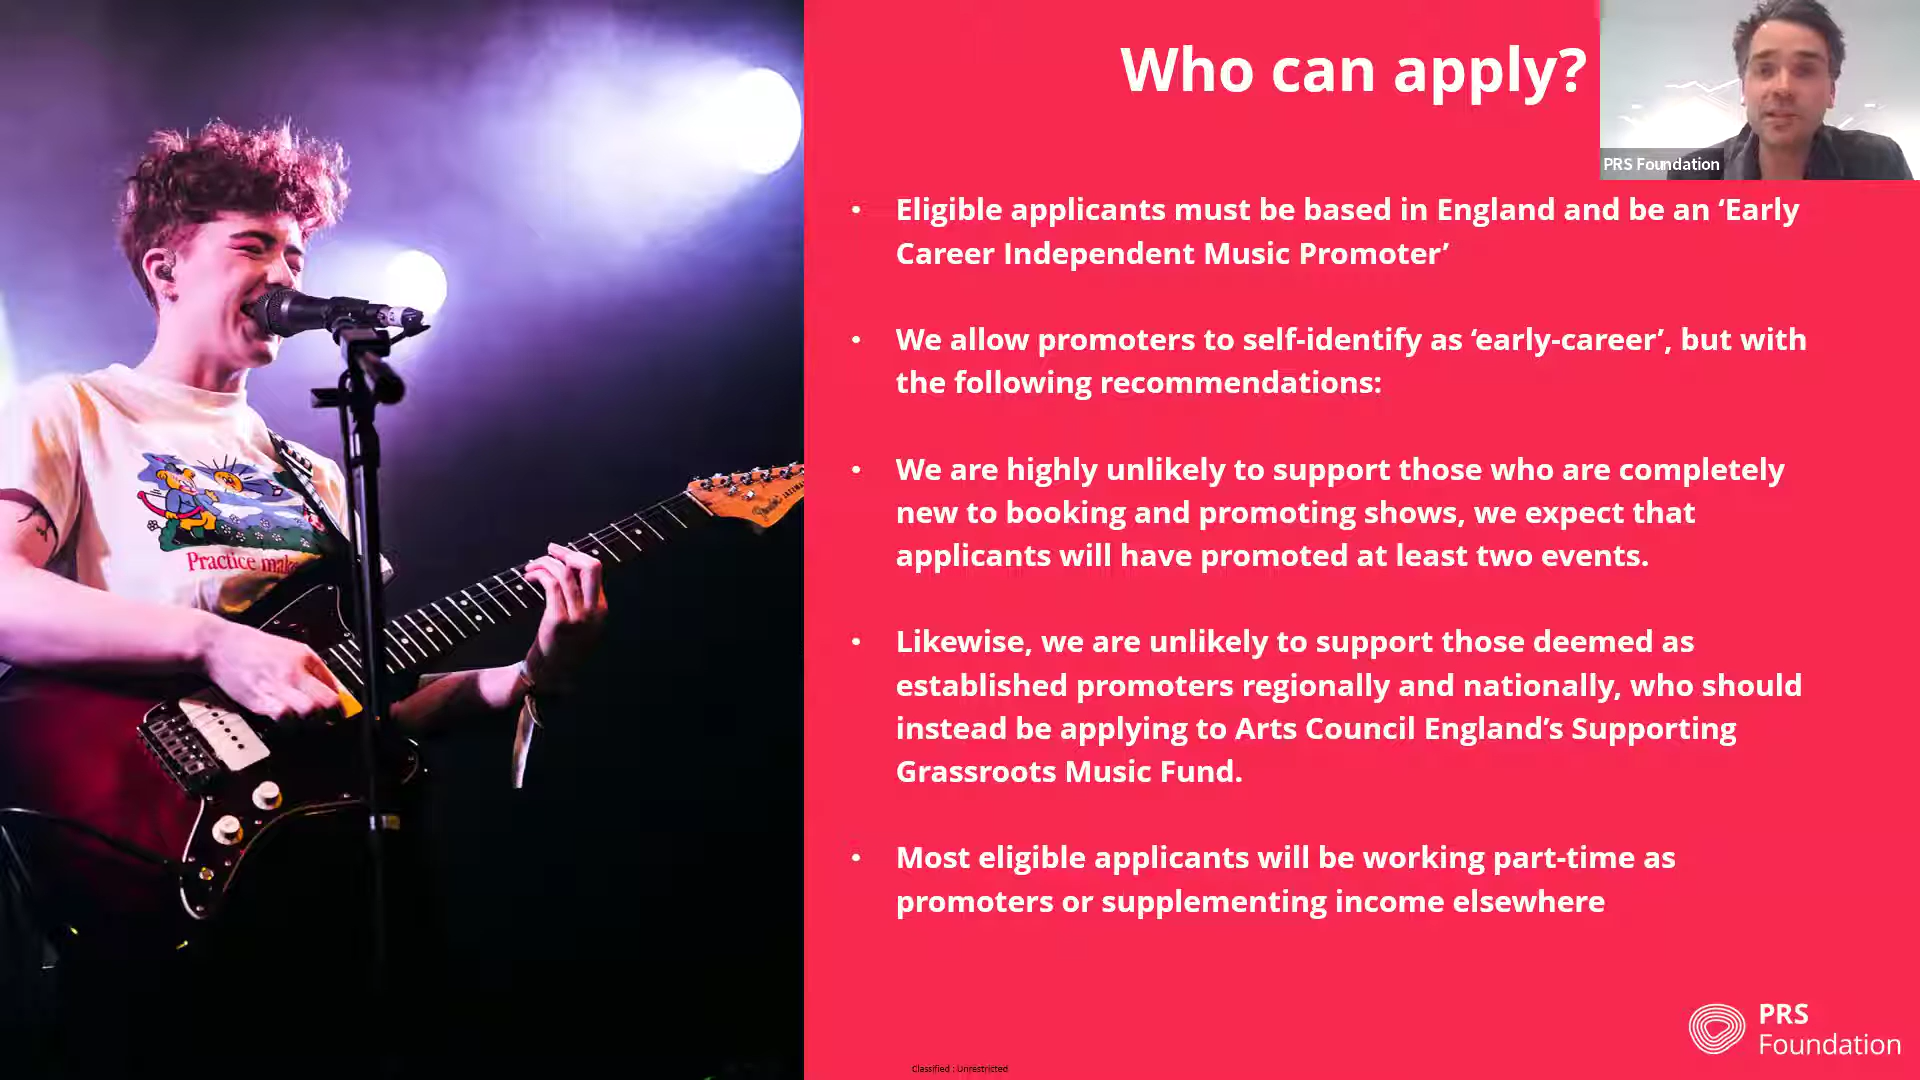 Who can apply?
PRS Foundation
• Eligible applicants must be based in England and be an ‘Early
Career Independent Music Promoter’
• We allow promoters to self-identify as ‘early-career’, but with
the following recommendations:
• We are highly unlikely to support those who are completely
new to booking and promoting shows, we expect that
applicants will have promoted at least two events.
• Likewise, we are unlikely to support those deemed as
established promoters regionally and nationally, who should
instead be applying to Arts Council England’s Supporting
Grassroots Music Fund.
• Most eligible applicants will be working part-time as
promoters or supplementing income elsewhere
Practice
PRS
Foundation
Classified : Unrestricted